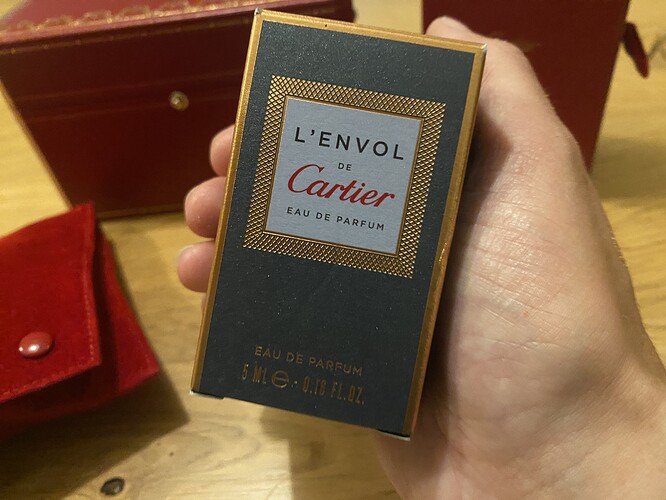 L'ENVOL
DE
Cartier
EAU DE PARFUM
EAU DE PARFUM
5 ML ℮ - 0.16 FL.OZ.